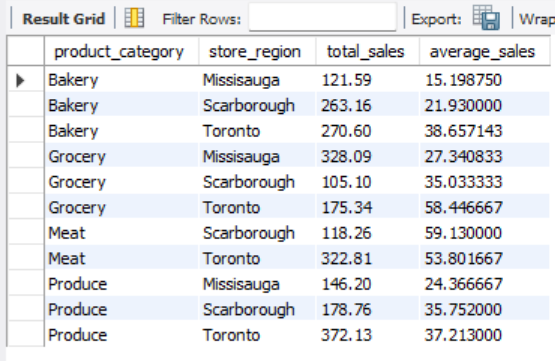 Result Grid Filter Rows: Export: Wrap
product_category store_region total_sales average_sales
Bakery Missisauga 121.59 15.198750
Bakery Scarborough 263.16 21.930000
Bakery Toronto 270.60 38.657143
Grocery Missisauga 328.09 27.340833
Grocery Scarborough 105.10 35.033333
Grocery Toronto 175.34 58.446667
Meat Scarborough 118.26 59.130000
Meat Toronto 322.81 53.801667
Produce Missisauga 146.20 24.366667
Produce Scarborough 178.76 35.752000
Produce Toronto 372.13 37.213000